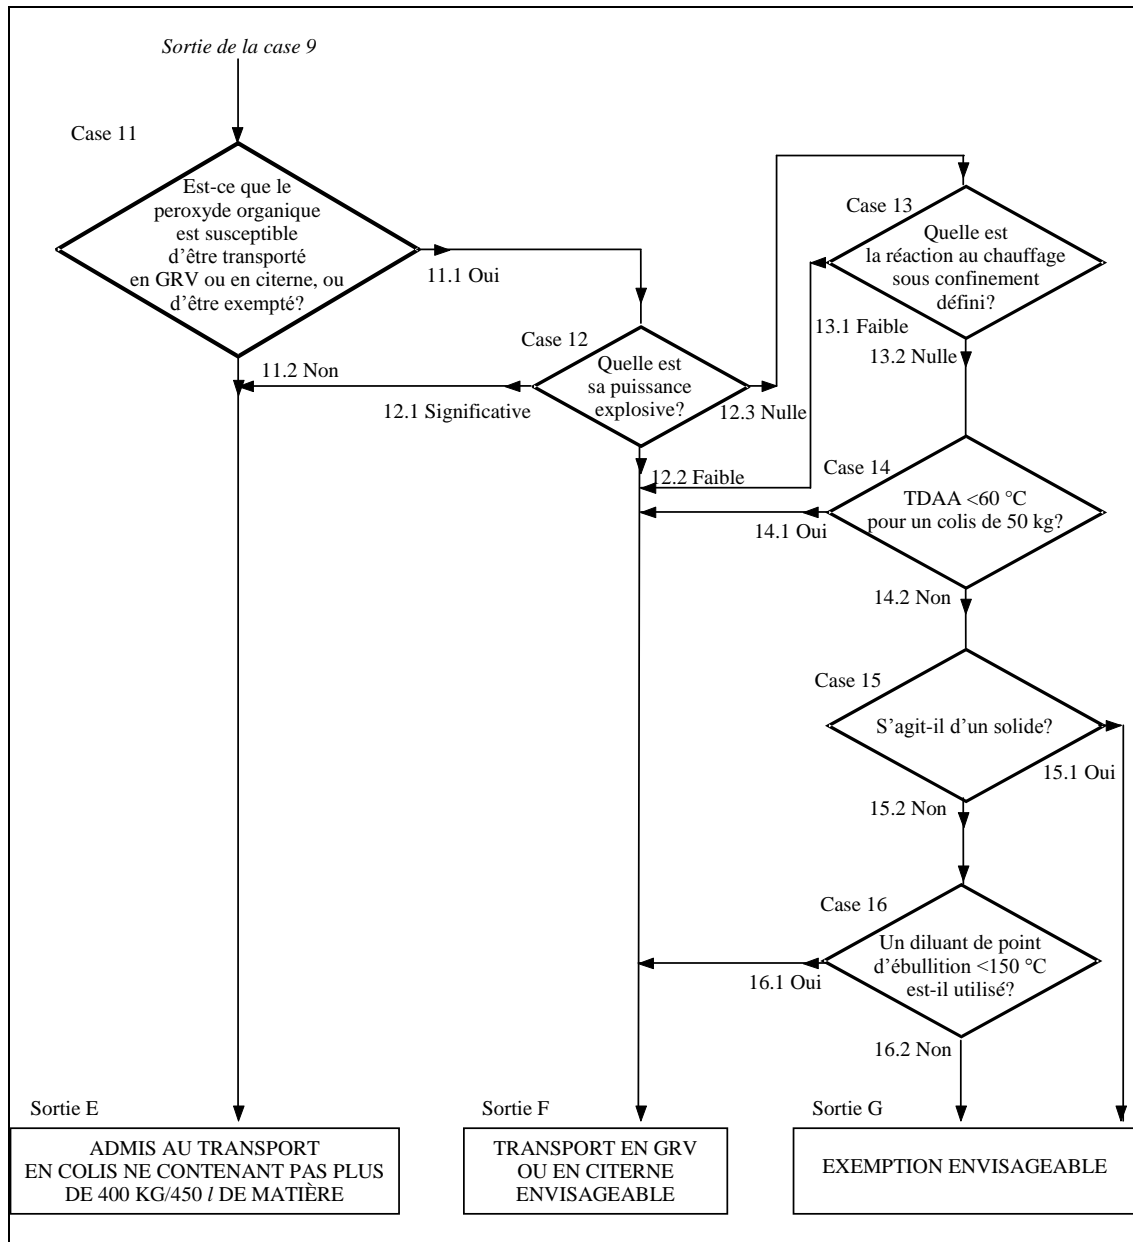 Sortie de la case 9
Case 11
Est-ce que le
peroxyde organique
est susceptible
d’être transporté
en GRV ou en citerne, ou
d’être exempté?
11.1 Oui
11.2 Non
Case 12
Quelle est
sa puissance
explosive?
12.1 Significative
12.2 Faible
12.3 Nulle
Case 13
Quelle est
la réaction au chauffage
sous confinement
défini?
13.1 Faible
13.2 Nulle
Case 14
TDAA <60 °C
pour un colis de 50 kg?
14.1 Oui
14.2 Non
Case 15
S’agit-il d’un solide?
15.1 Oui
15.2 Non
Case 16
Un diluant de point
d’ébullition <150 °C
est-il utilisé?
16.1 Oui
16.2 Non
Sortie E
ADMIS AU TRANSPORT
EN COLIS NE CONTENANT PAS PLUS
DE 400 KG/450 l DE MATIÈRE
Sortie F
TRANSPORT EN GRV
OU EN CITERNE
ENVISAGEABLE
Sortie G
EXEMPTION ENVISAGEABLE